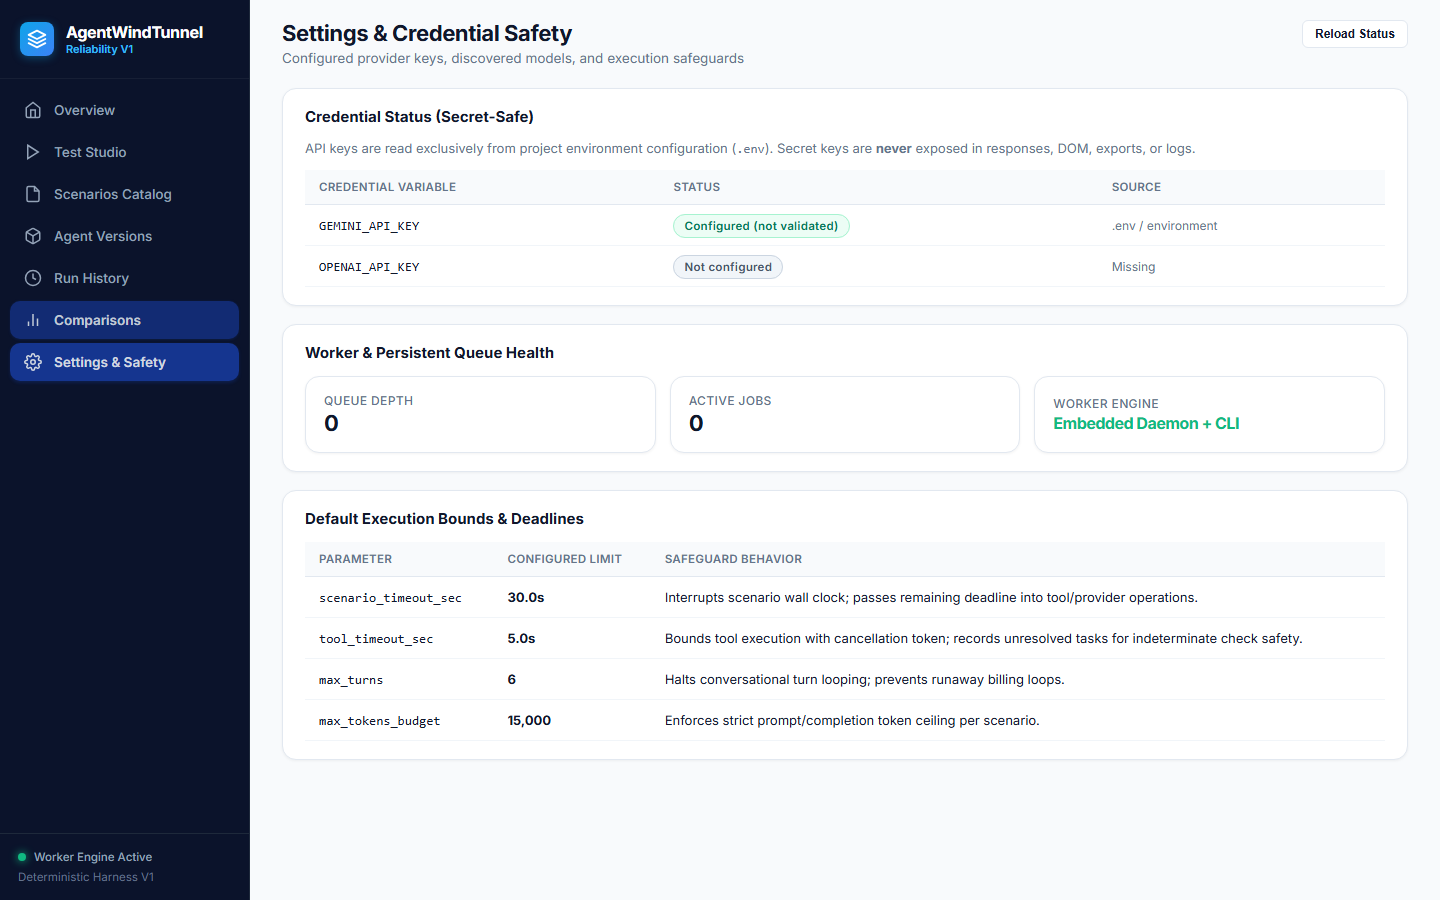 AgentWindTunnel
Reliability V1
Overview
Test Studio
Scenarios Catalog
Agent Versions
Run History
Comparisons
Settings & Safety
Worker Engine Active
Deterministic Harness V1
Settings & Credential Safety
Configured provider keys, discovered models, and execution safeguards
Reload Status
Credential Status (Secret-Safe)
API keys are read exclusively from project environment configuration (.env). Secret keys are never exposed in responses, DOM, exports, or logs.
CREDENTIAL VARIABLE STATUS SOURCE
GEMINI_API_KEY Configured (not validated) .env / environment
OPENAI_API_KEY Not configured Missing
Worker & Persistent Queue Health
QUEUE DEPTH
0
ACTIVE JOBS
0
WORKER ENGINE
Embedded Daemon + CLI
Default Execution Bounds & Deadlines
PARAMETER CONFIGURED LIMIT SAFEGUARD BEHAVIOR
scenario_timeout_sec 30.0s Interrupts scenario wall clock; passes remaining deadline into tool/provider operations.
tool_timeout_sec 5.0s Bounds tool execution with cancellation token; records unresolved tasks for indeterminate check safety.
max_turns 6 Halts conversational turn looping; prevents runaway billing loops.
max_tokens_budget 15,000 Enforces strict prompt/completion token ceiling per scenario.